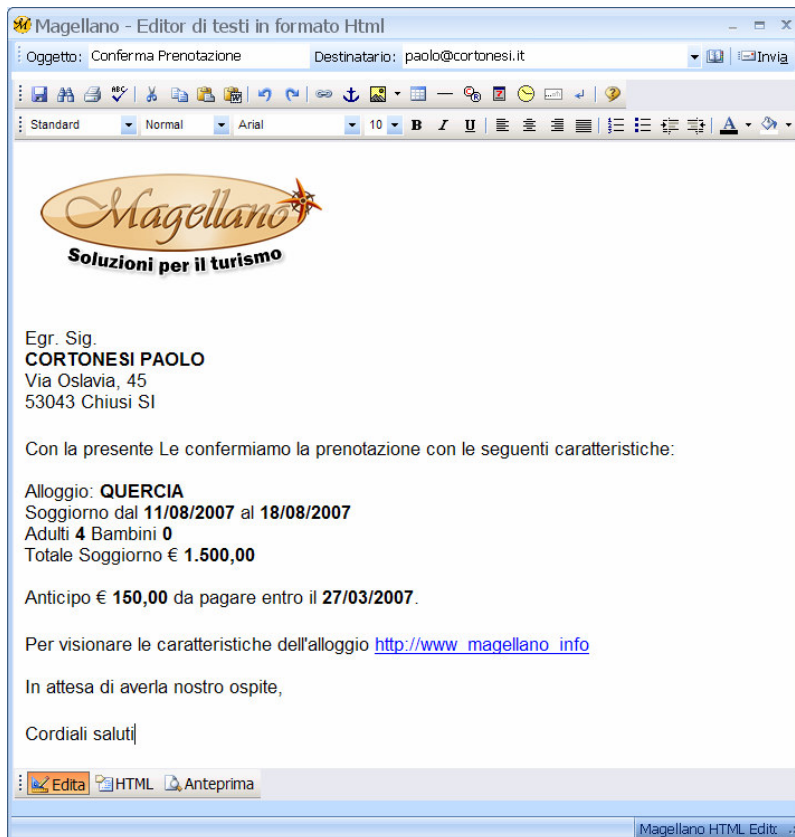 Magellano - Editor di testi in formato Html
Oggetto: Conferma Prenotazione Destinatario: paolo@cortonesi.it Invia
ABC
Standard Normal Arial 10 B I U A
Magellano
Soluzioni per il turismo
Egr. Sig.
CORTONESI PAOLO
Via Oslavia, 45
53043 Chiusi SI
Con la presente Le confermiamo la prenotazione con le seguenti caratteristiche:
Alloggio: QUERCIA
Soggiorno dal 11/08/2007 al 18/08/2007
Adulti 4 Bambini 0
Totale Soggiorno € 1.500,00
Anticipo € 150,00 da pagare entro il 27/03/2007.
Per visionare le caratteristiche dell'alloggio http://www_magellano_info
In attesa di averla nostro ospite,
Cordiali saluti
Edita HTML Anteprima
Magellano HTML Editc